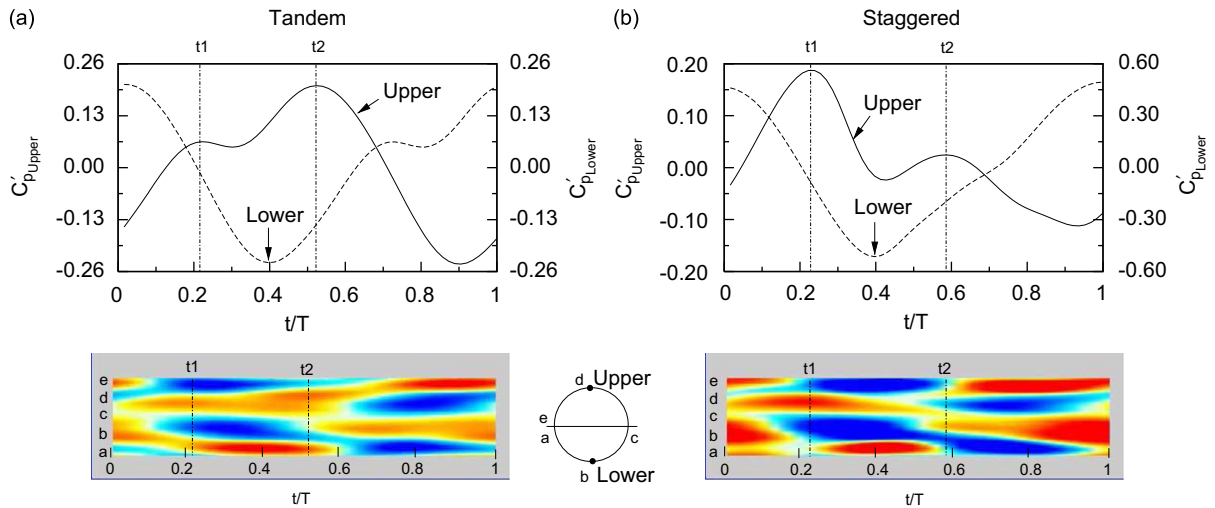 (a) Tandem
t1 t2
0.26 0.26
0.13 0.13
0.00 0.00
-0.13 -0.13
-0.26 -0.26
C′pUpper
C′pLower
Upper
Lower
0 0.2 0.4 0.6 0.8 1
t/T
(b) Staggered
t1 t2
0.20 0.60
0.10 0.30
0.00 0.00
-0.10 -0.30
-0.20 -0.60
C′pUpper
C′pLower
Upper
Lower
0 0.2 0.4 0.6 0.8 1
t/T
t1 t2
e
d
c
b
a
0 0.2 0.4 0.6 0.8 1
t/T
d Upper
e
a c
b Lower
t1 t2
e
d
c
b
a
0 0.2 0.4 0.6 0.8 1
t/T